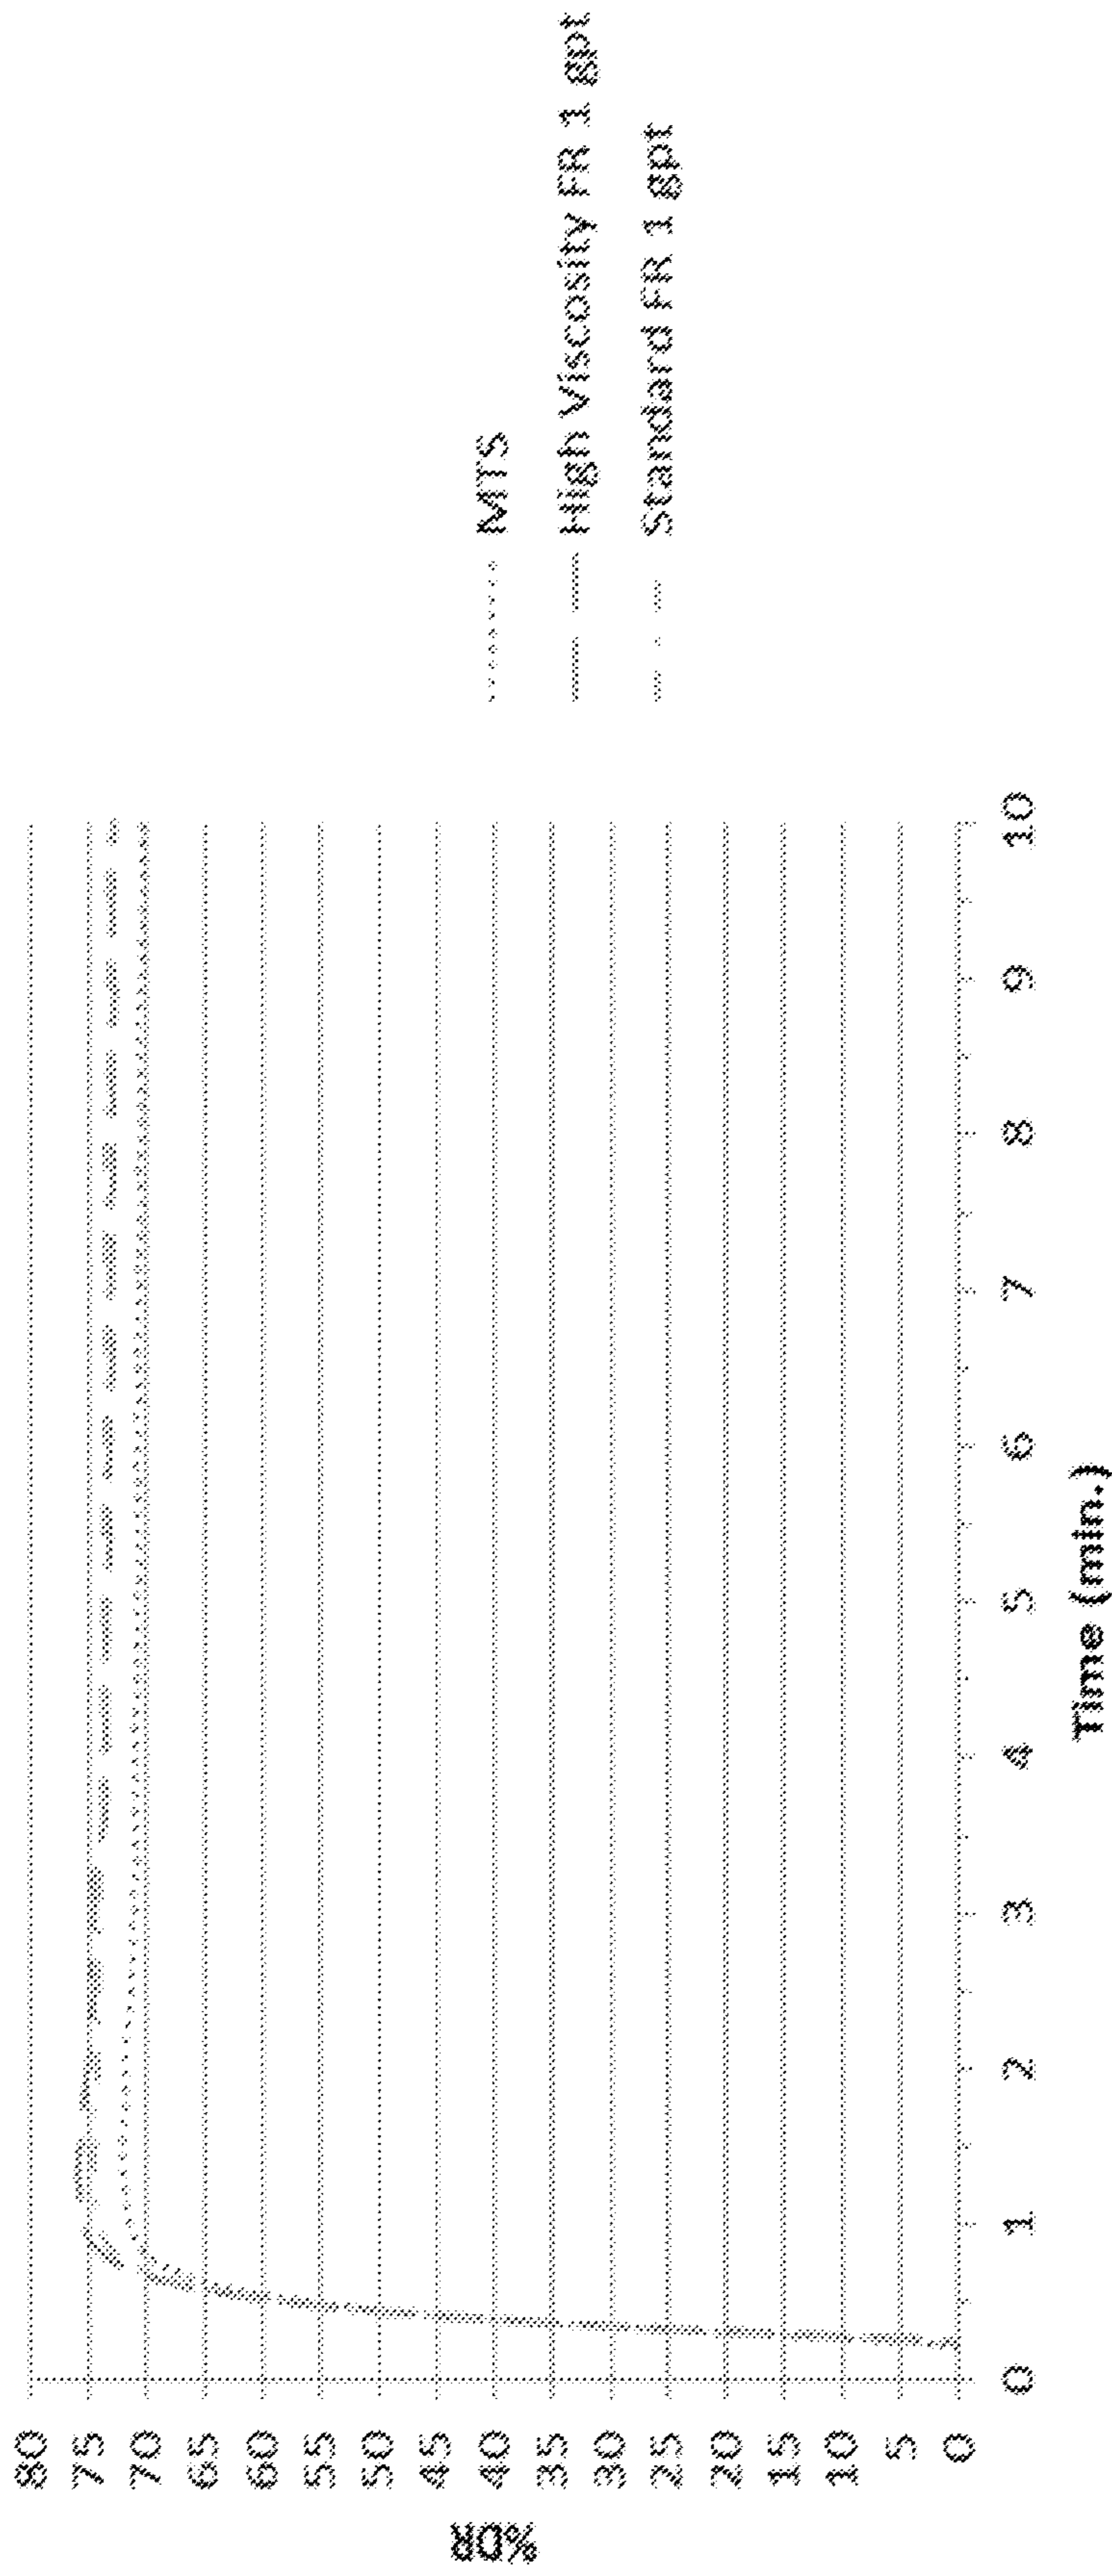 %DR
80
75
70
65
60
55
50
45
40
35
30
25
20
15
10
5
0
0 1 2 3 4 5 6 7 8 9 10
Time (min.)
MTS
High Viscosity FR 1 gpt
Standard FR 1 gpt